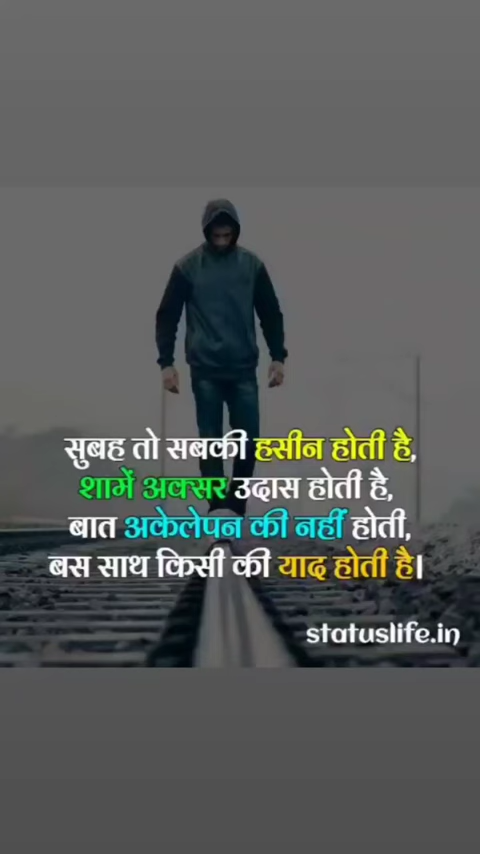 सुबह तो सबकी हसीन होती है,
शामें अक्सर उदास होती है,
बात अकेलेपन की नहीं होती,
बस साथ किसी की याद होती है।
statuslife.in